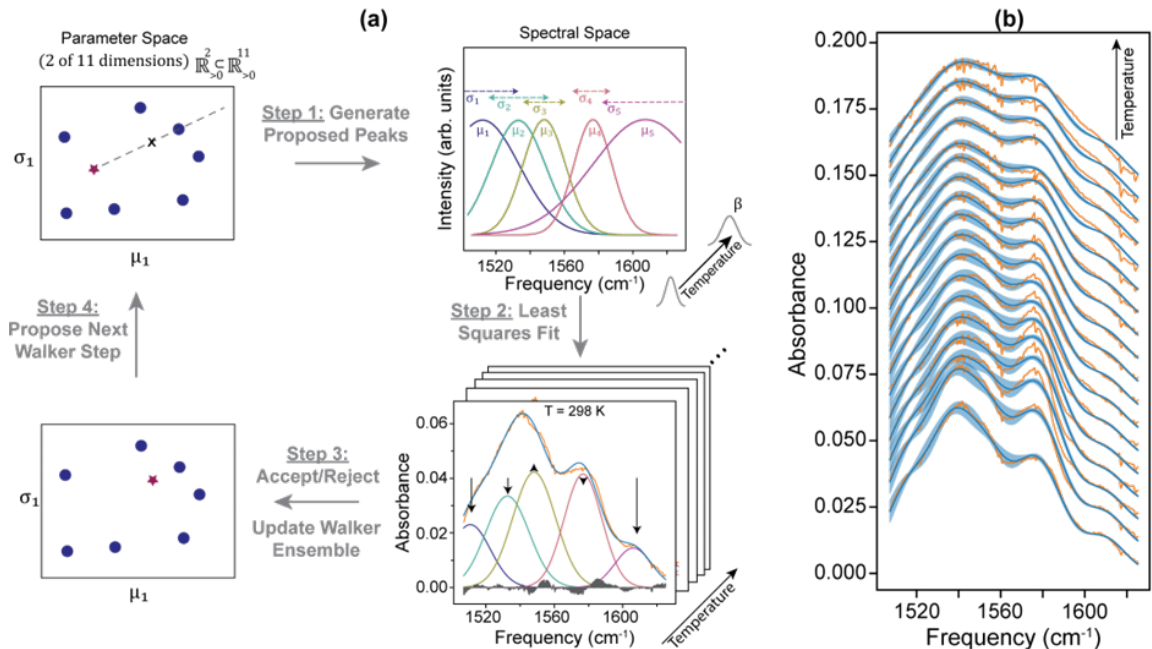 (a)
Parameter Space
(2 of 11 dimensions) ℝ²>0 ⊂ ℝ¹¹>0
σ₁
μ₁
Step 1: Generate
Proposed Peaks
Spectral Space
Intensity (arb. units)
σ₁
σ₂
σ₃
σ₄
σ₅
μ₁
μ₂
μ₃
μ₄
μ₅
1520 1560 1600
Frequency (cm⁻¹)
β
Temperature
Step 2: Least
Squares Fit
T = 298 K
Absorbance
0.06
0.04
0.02
0.00
1520 1560 1600
Frequency (cm⁻¹)
Temperature
Step 3:
Accept/Reject
Update Walker
Ensemble
σ₁
μ₁
Step 4:
Propose Next
Walker Step
(b)
Temperature
Absorbance
0.200
0.175
0.150
0.125
0.100
0.075
0.050
0.025
0.000
1520 1560 1600
Frequency (cm⁻¹)